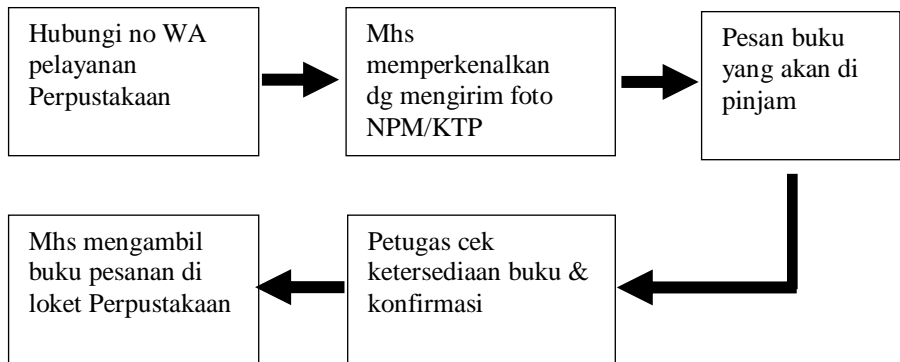 Hubungi no WA
pelayanan
Perpustakaan
Mhs
memperkenalkan
dg mengirim foto
NPM/KTP
Pesan buku
yang akan di
pinjam
Petugas cek
ketersediaan buku &
konfirmasi
Mhs mengambil
buku pesanan di
loket Perpustakaan